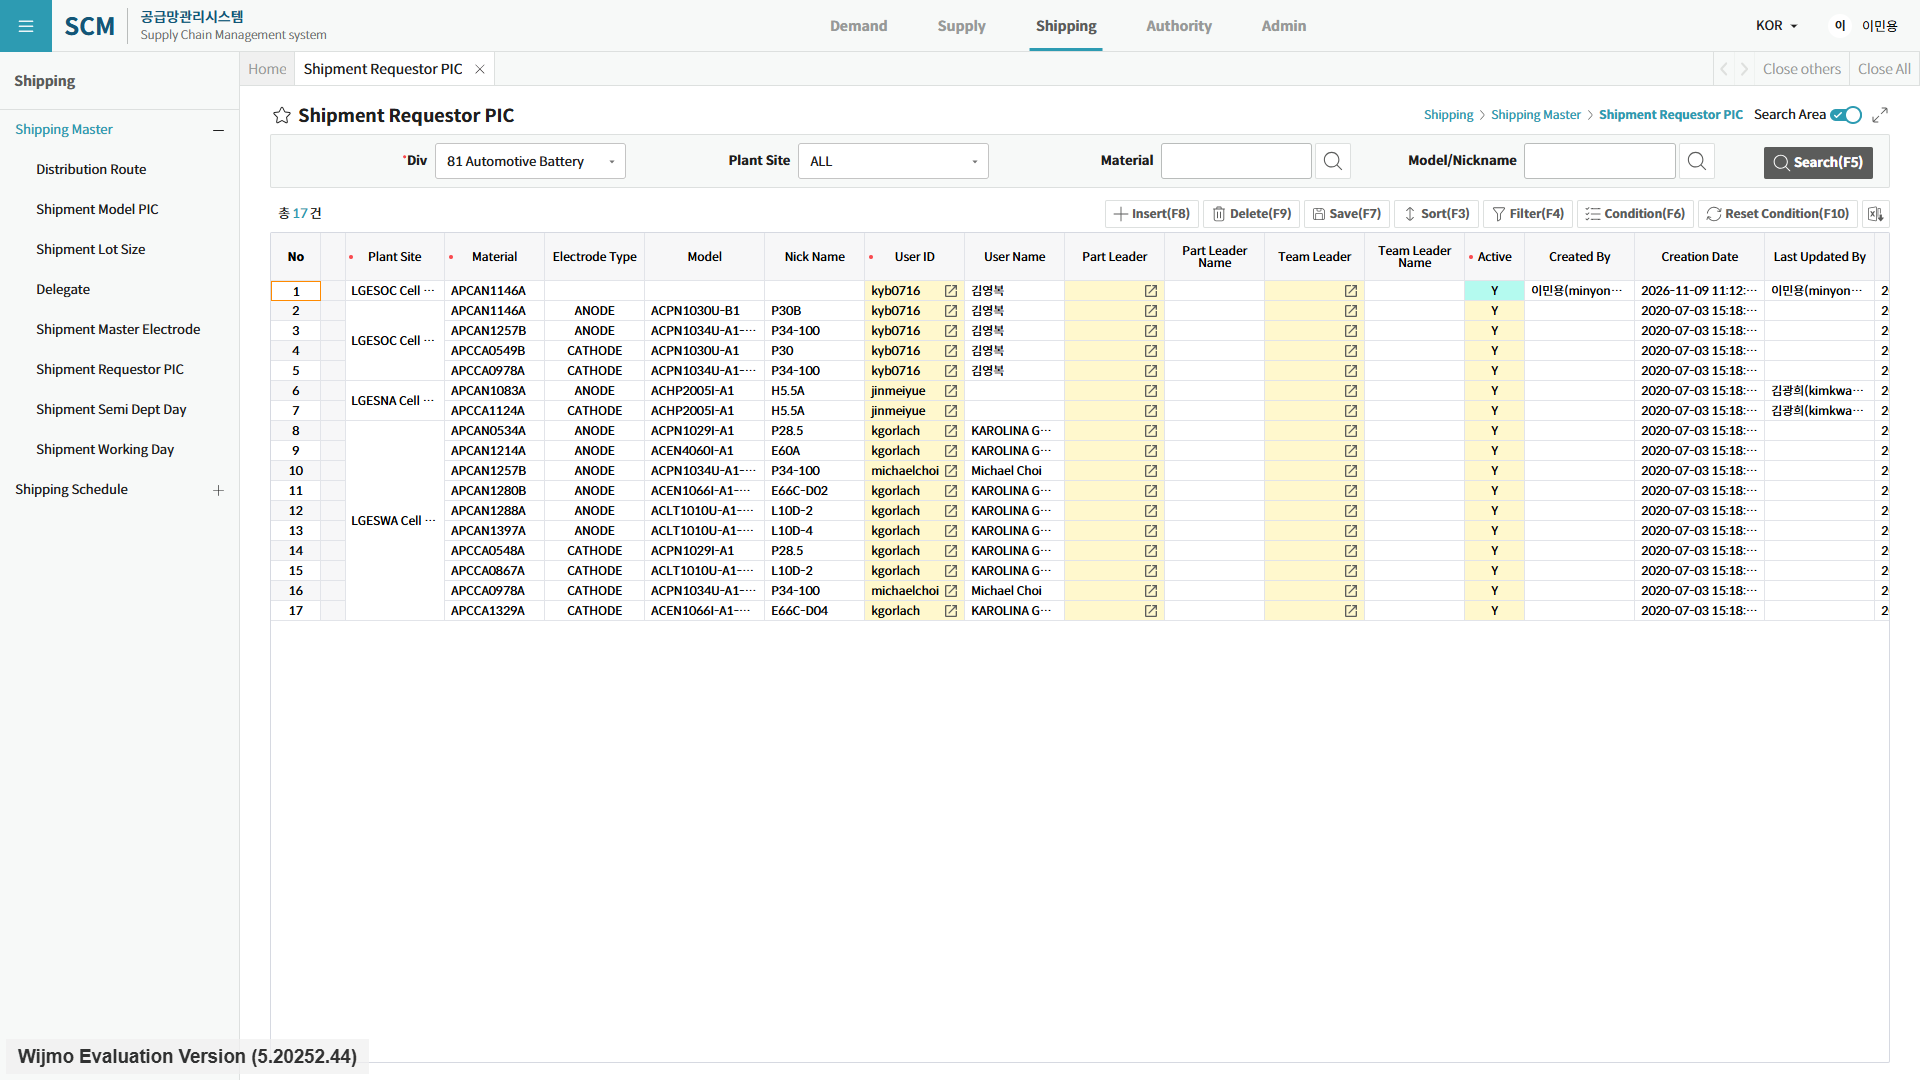 SCM 공급망관리시스템
Supply Chain Management system
Demand Supply Shipping Authority Admin
KOR 이 이민용
Shipping
Home Shipment Requestor PIC
Close others Close All
Shipping Master
Distribution Route
Shipment Model PIC
Shipment Lot Size
Delegate
Shipment Master Electrode
Shipment Requestor PIC
Shipment Semi Dept Day
Shipment Working Day
Shipping Schedule
Shipment Requestor PIC
Shipping > Shipping Master > Shipment Requestor PIC Search Area
*Div 81 Automotive Battery Plant Site ALL Material Model/Nickname Search(F5)
총 17 건
Insert(F8) Delete(F9) Save(F7) Sort(F3) Filter(F4) Condition(F6) Reset Condition(F10)
No Plant Site Material Electrode Type Model Nick Name User ID User Name Part Leader Part Leader Name Team Leader Team Leader Name Active Created By Creation Date Last Updated By
1 LGESOC Cell ··· APCAN1146A kyb0716 김영복 Y 이민용(minyon··· 2026-11-09 11:12:··· 이민용(minyon··· 2
2 LGESOC Cell ··· APCAN1146A ANODE ACPN1030U-B1 P30B kyb0716 김영복 Y 2020-07-03 15:18:··· 2
3 APCAN1257B ANODE ACPN1034U-A1-··· P34-100 kyb0716 김영복 Y 2020-07-03 15:18:··· 2
4 APCCA0549B CATHODE ACPN1030U-A1 P30 kyb0716 김영복 Y 2020-07-03 15:18:··· 2
5 APCCA0978A CATHODE ACPN1034U-A1-··· P34-100 kyb0716 김영복 Y 2020-07-03 15:18:··· 2
6 LGESNA Cell ··· APCAN1083A ANODE ACHP2005I-A1 H5.5A jinmeiyue Y 2020-07-03 15:18:··· 김광희(kimkwa··· 2
7 APCCA1124A CATHODE ACHP2005I-A1 H5.5A jinmeiyue Y 2020-07-03 15:18:··· 김광희(kimkwa··· 2
8 LGESWA Cell ··· APCAN0534A ANODE ACPN1029I-A1 P28.5 kgorlach KAROLINA G··· Y 2020-07-03 15:18:··· 2
9 APCAN1214A ANODE ACEN4060I-A1 E60A kgorlach KAROLINA G··· Y 2020-07-03 15:18:··· 2
10 APCAN1257B ANODE ACPN1034U-A1-··· P34-100 michaelchoi Michael Choi Y 2020-07-03 15:18:··· 2
11 APCAN1280B ANODE ACEN1066I-A1-··· E66C-D02 kgorlach KAROLINA G··· Y 2020-07-03 15:18:··· 2
12 APCAN1288A ANODE ACLT1010U-A1-··· L10D-2 kgorlach KAROLINA G··· Y 2020-07-03 15:18:··· 2
13 APCAN1397A ANODE ACLT1010U-A1-··· L10D-4 kgorlach KAROLINA G··· Y 2020-07-03 15:18:··· 2
14 APCCA0548A CATHODE ACPN1029I-A1 P28.5 kgorlach KAROLINA G··· Y 2020-07-03 15:18:··· 2
15 APCCA0867A CATHODE ACLT1010U-A1-··· L10D-2 kgorlach KAROLINA G··· Y 2020-07-03 15:18:··· 2
16 APCCA0978A CATHODE ACPN1034U-A1-··· P34-100 michaelchoi Michael Choi Y 2020-07-03 15:18:··· 2
17 APCCA1329A CATHODE ACEN1066I-A1-··· E66C-D04 kgorlach KAROLINA G··· Y 2020-07-03 15:18:··· 2
Wijmo Evaluation Version (5.20252.44)